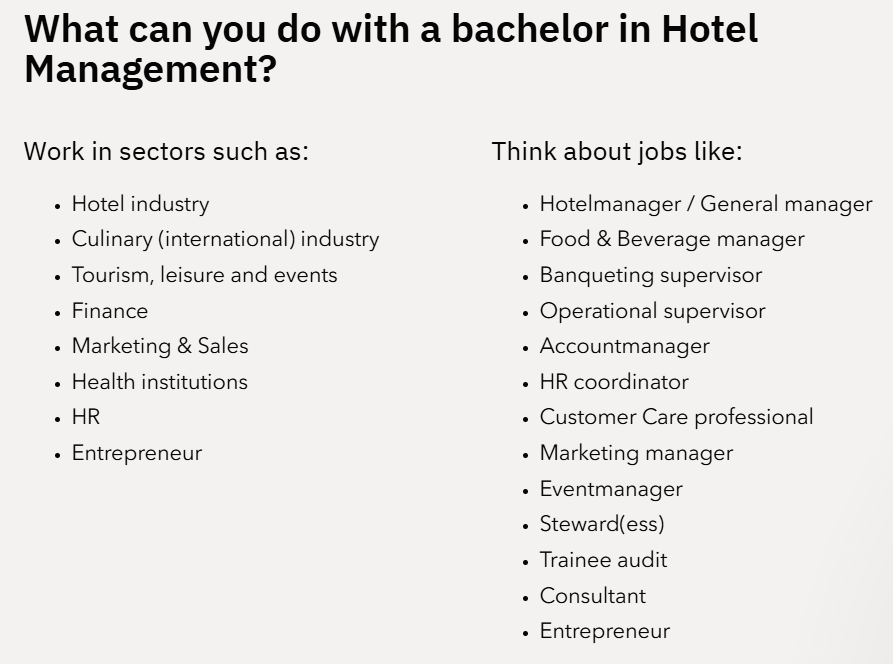 What can you do with a bachelor in Hotel
Management?
Work in sectors such as:
• Hotel industry
• Culinary (international) industry
• Tourism, leisure and events
• Finance
• Marketing & Sales
• Health institutions
• HR
• Entrepreneur
Think about jobs like:
• Hotelmanager / General manager
• Food & Beverage manager
• Banqueting supervisor
• Operational supervisor
• Accountmanager
• HR coordinator
• Customer Care professional
• Marketing manager
• Eventmanager
• Steward(ess)
• Trainee audit
• Consultant
• Entrepreneur